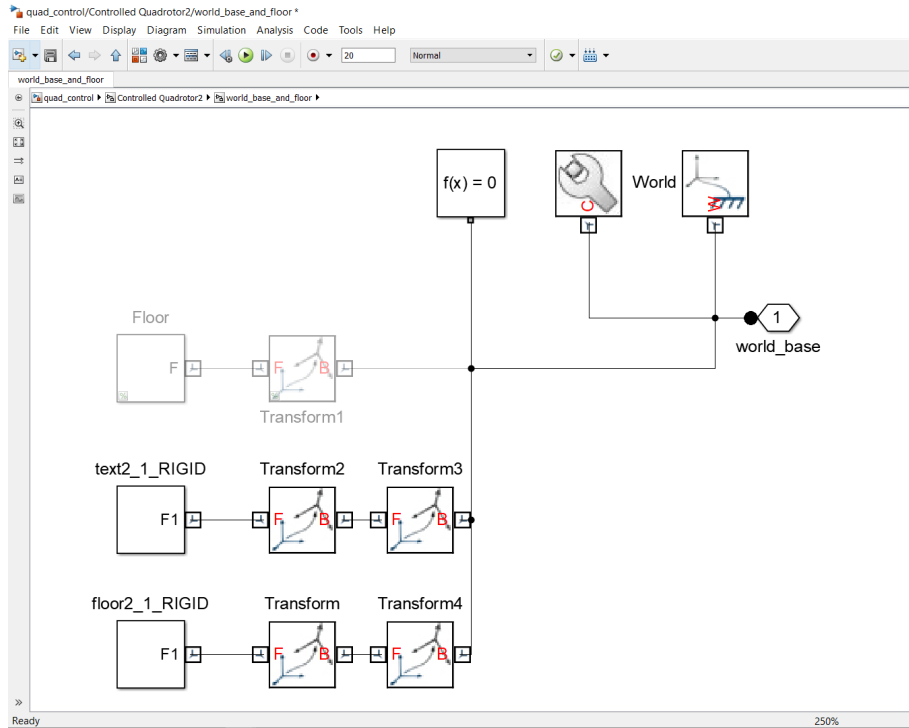 quad_control/Controlled Quadrotor2/world_base_and_floor *
File Edit View Display Diagram Simulation Analysis Code Tools Help
20 Normal
world_base_and_floor
quad_control Controlled Quadrotor2 world_base_and_floor
f(x) = 0
C
World
W
1
world_base
Floor
F
F B
Transform1
text2_1_RIGID Transform2 Transform3
F1 F B F B
floor2_1_RIGID Transform Transform4
F1 F B F B
Ready 250%